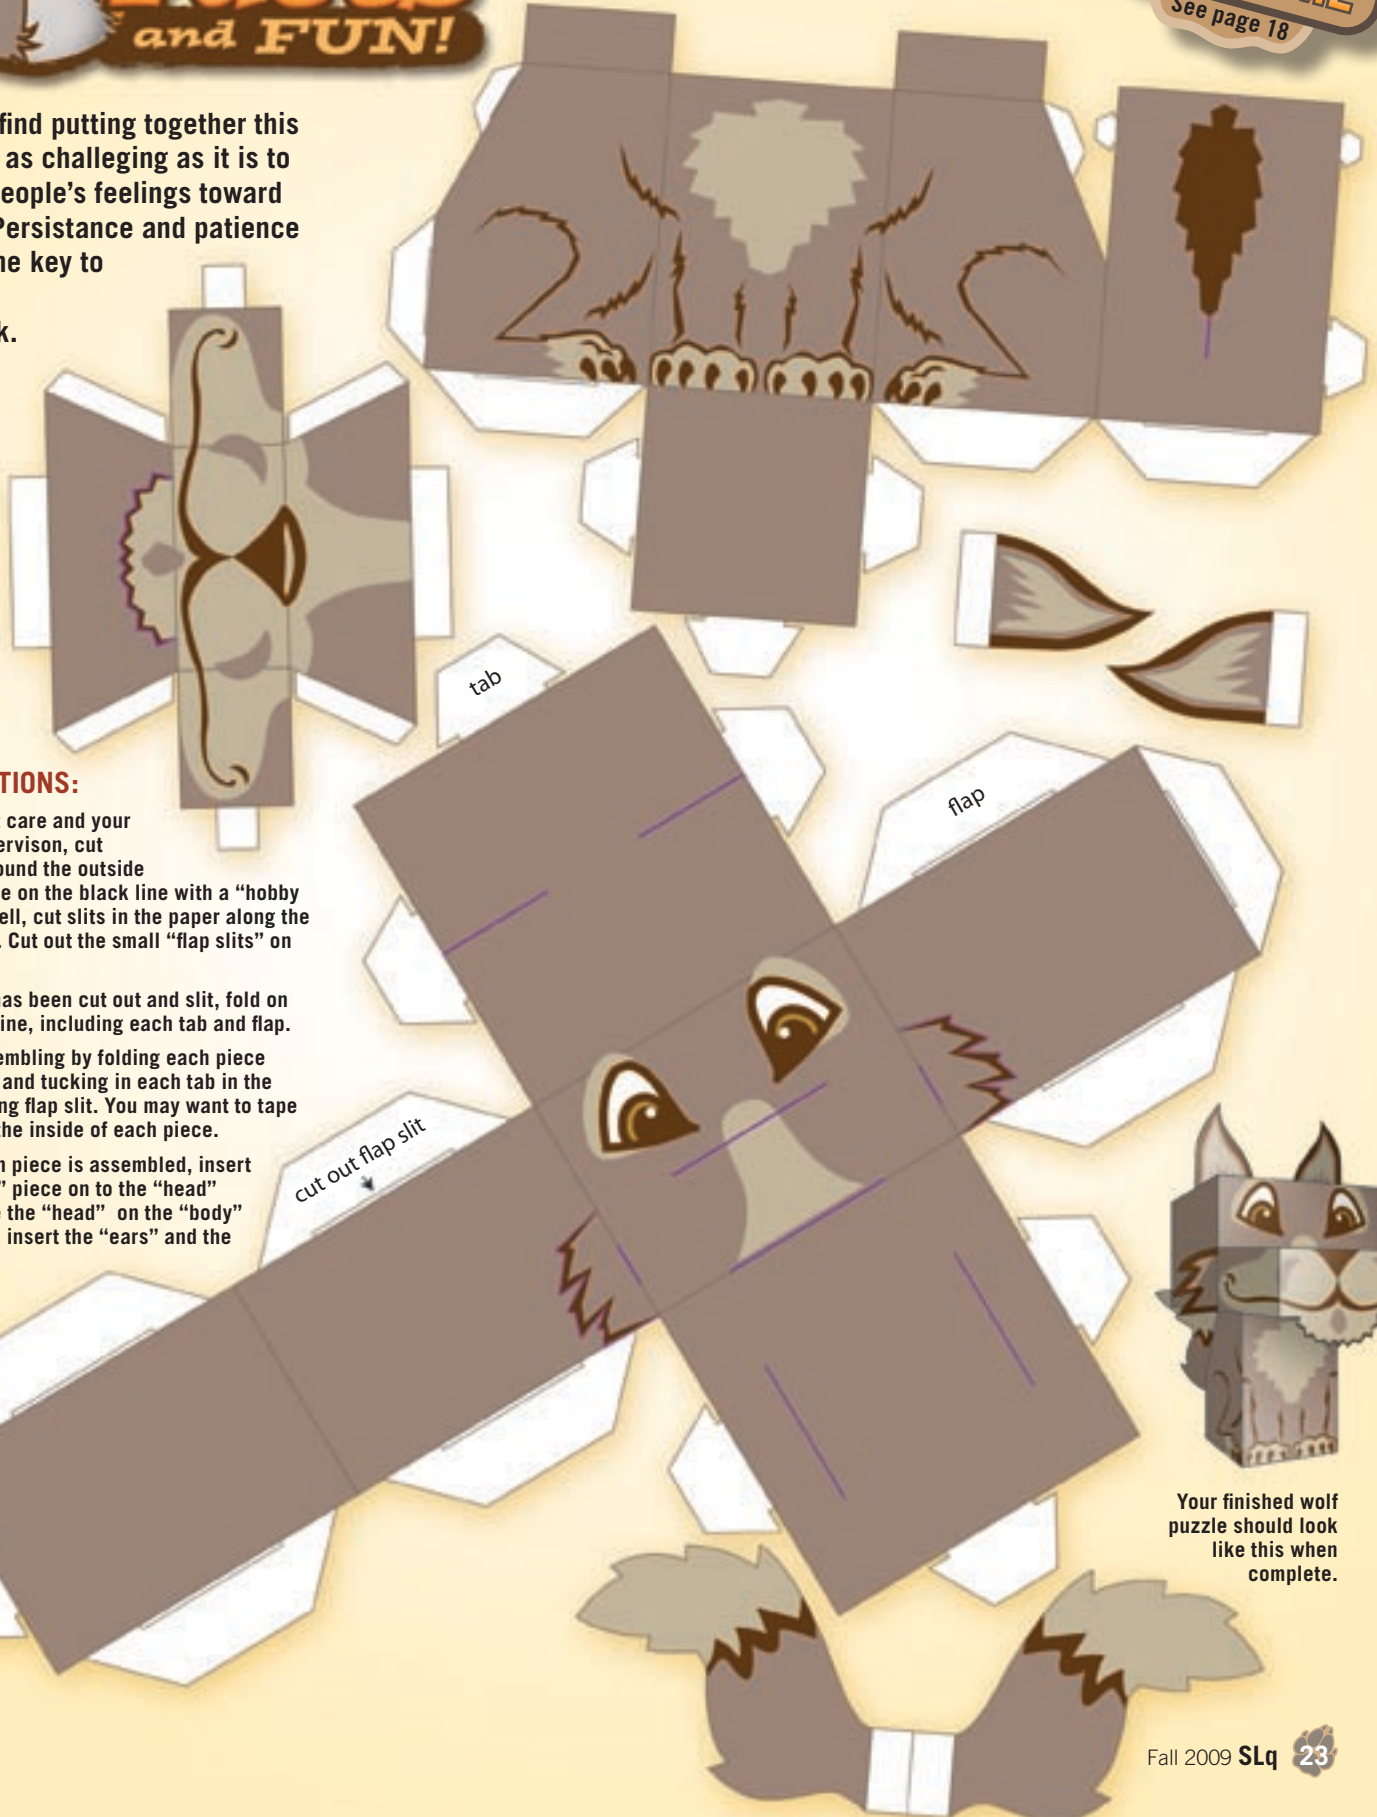 and FUN!
See page 18
find putting together this
as challeging as it is to
eople's feelings toward
Persistance and patience
ne key to
k.
TIONS:
care and your
ervison, cut
ound the outside
e on the black line with a “hobby
ell, cut slits in the paper along the
. Cut out the small “flap slits” on
has been cut out and slit, fold on
ine, including each tab and flap.
embling by folding each piece
and tucking in each tab in the
ng flap slit. You may want to tape
the inside of each piece.
n piece is assembled, insert
” piece on to the “head”
e the “head” on the “body”
insert the “ears” and the
tab
flap
cut out flap slit
Your finished wolf
puzzle should look
like this when
complete.
Fall 2009 SLq 23